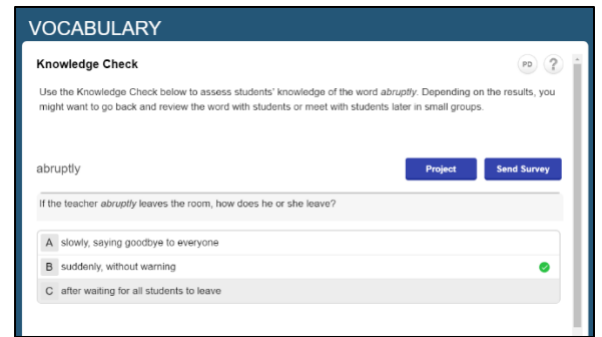 VOCABULARY
Knowledge Check
PD ?
Use the Knowledge Check below to assess students' knowledge of the word abruptly. Depending on the results, you
might want to go back and review the word with students or meet with students later in small groups.
abruptly
Project
Send Survey
If the teacher abruptly leaves the room, how does he or she leave?
A slowly, saying goodbye to everyone
B suddenly, without warning
C after waiting for all students to leave